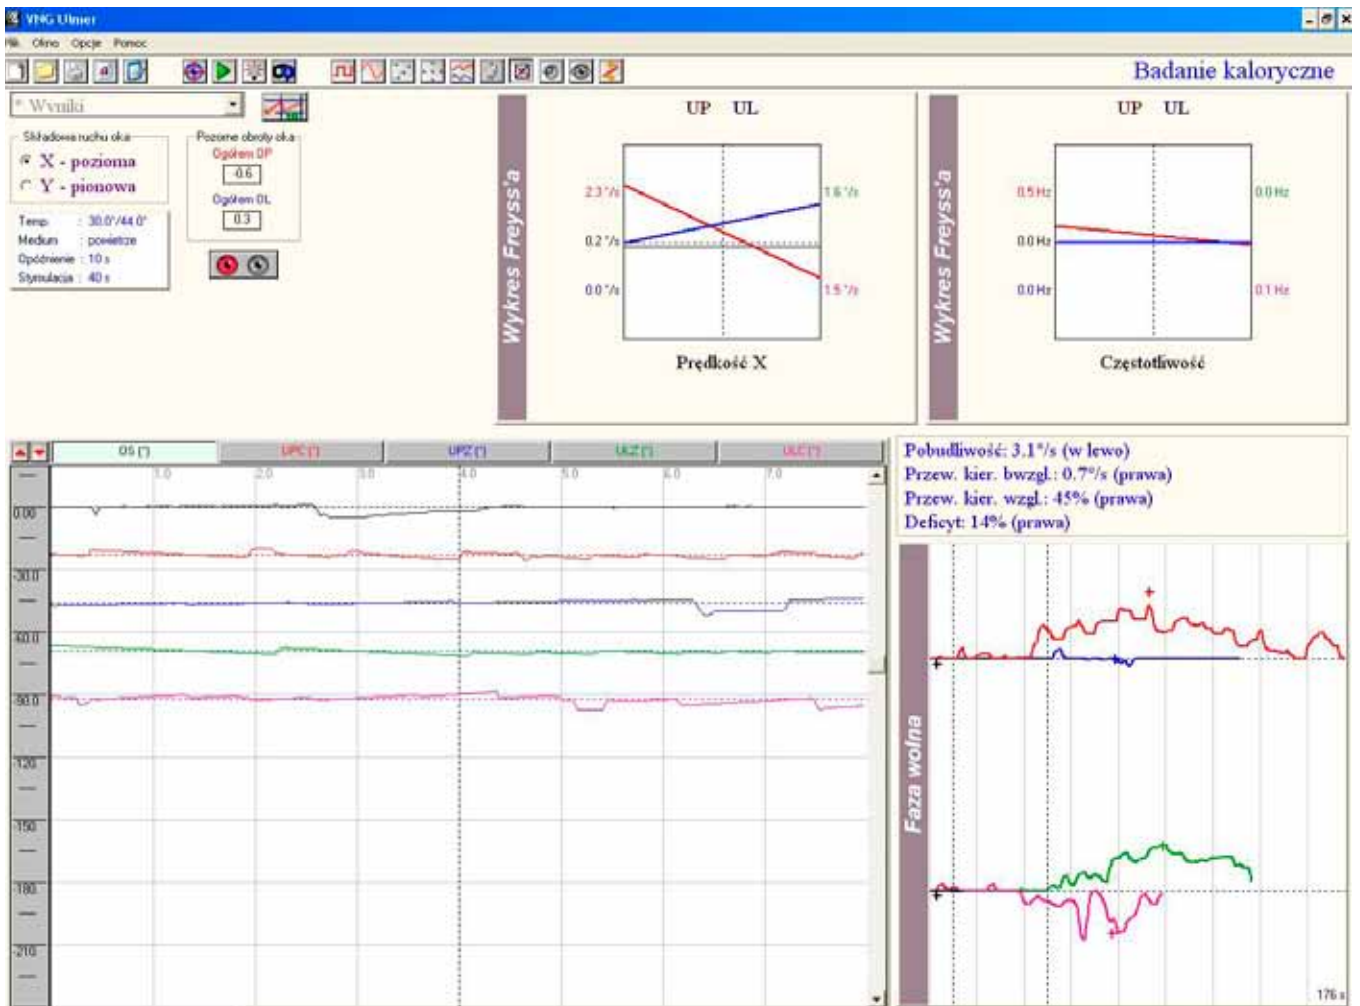 VNG Ulmer
Plik Okno Opcje Pomoc
Badanie kaloryczne
* Wyniki
Składowa ruchu oka
X - pozioma
Y - pionowa
Pozorne obroty oka
Ogółem OP
-0.6
Ogółem OL
0.3
Temp. : 30.0°/44.0°
Medium : powietrze
Opóźnienie : 10 s
Stymulacja : 40 s
Wykres Freyss'a
UP UL
2.3 °/s
1.6 °/s
0.2 °/s
0.0 °/s
1.5 °/s
Prędkość X
Wykres Freyss'a
UP UL
0.5 Hz
0.0 Hz
0.0 Hz
0.0 Hz
0.1 Hz
Częstotliwość
OS (°) UPC (°) UPZ (°) ULZ (°) ULC (°)
1.0 2.0 3.0 4.0 5.0 6.0 7.0
0.00
-30.0
-60.0
-90.0
-120.
-150.
-180.
-210.
Pobudliwość: 3.1°/s (w lewo)
Przew. kier. bwzgl.: 0.7°/s (prawa)
Przew. kier. wzgl.: 45% (prawa)
Deficyt: 14% (prawa)
Faza wolna
176 s